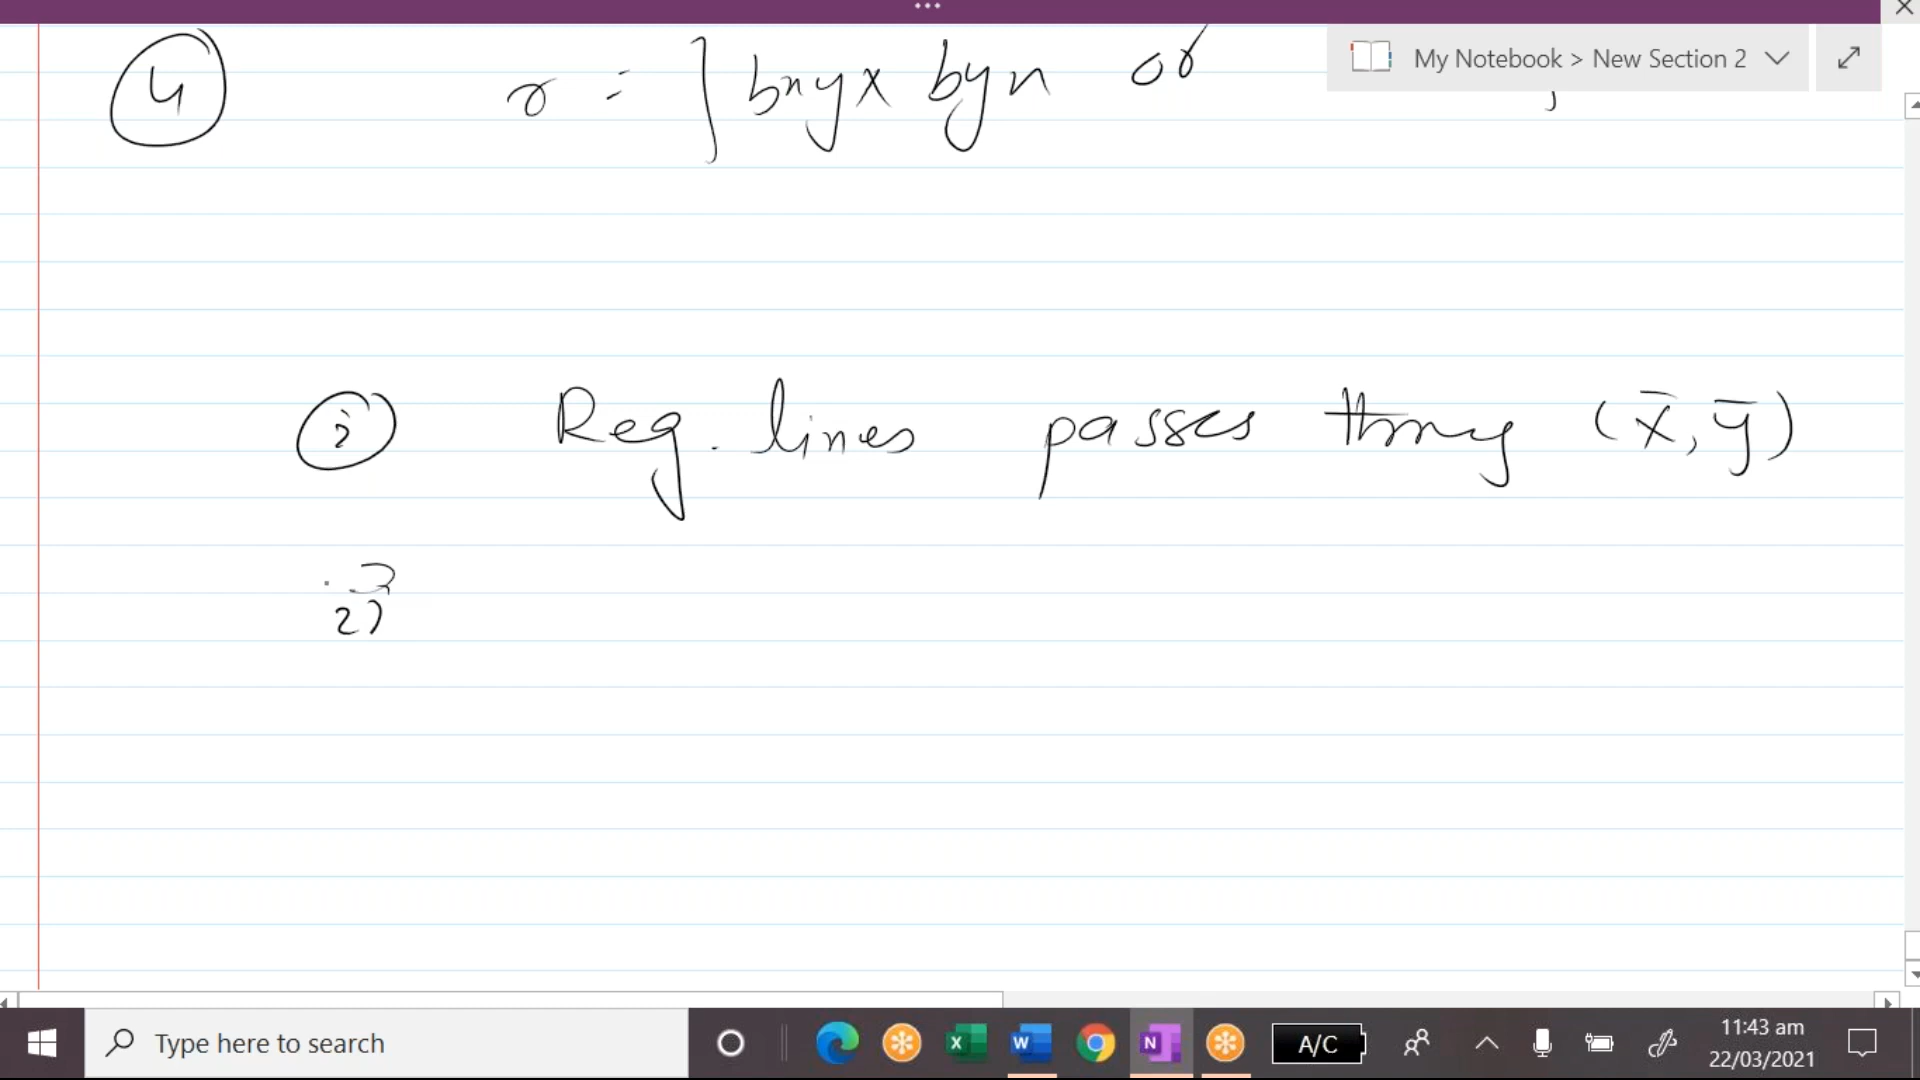 My Notebook > New Section 2
4 r = √bxy x byx or
i Reg. lines passes throug (x̄, ȳ)
2)
Type here to search
A/C
11:43 am
22/03/2021